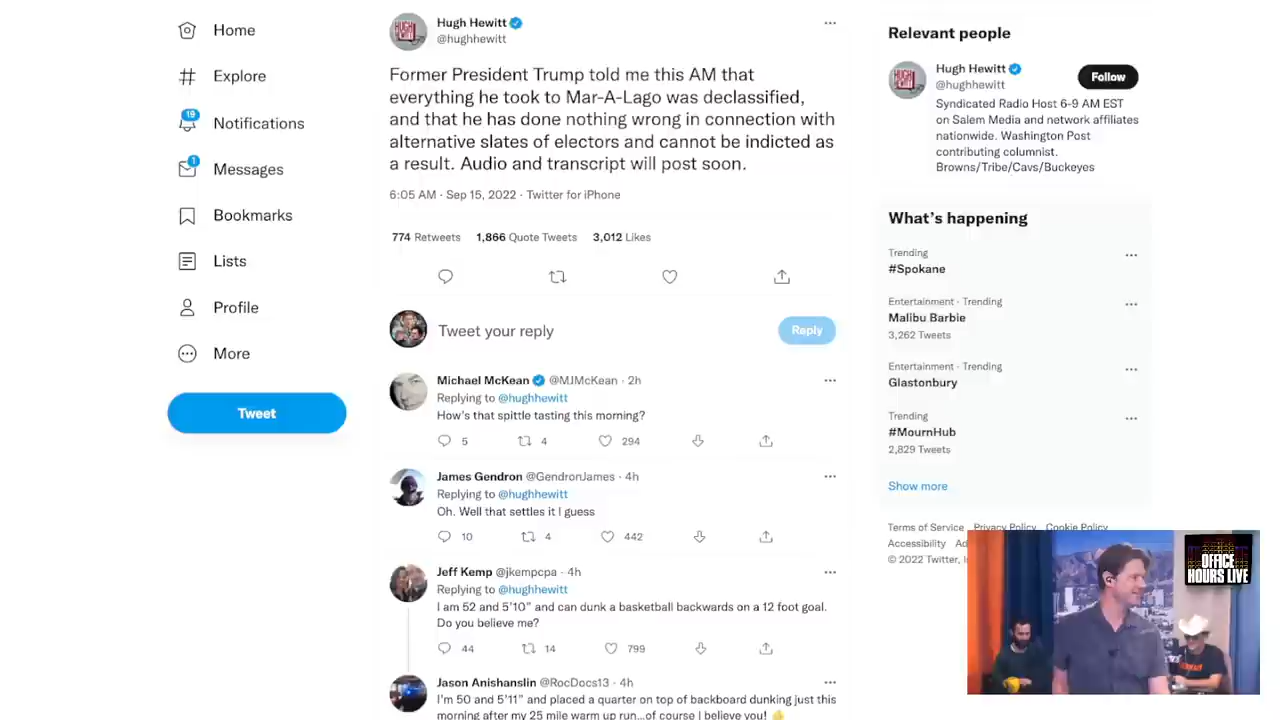 Home
Explore
19
Notifications
1
Messages
Bookmarks
Lists
Profile
More
Tweet
Hugh Hewitt
@hughhewitt
Former President Trump told me this AM that
everything he took to Mar-A-Lago was declassified,
and that he has done nothing wrong in connection with
alternative slates of electors and cannot be indicted as
a result. Audio and transcript will post soon.
6:05 AM · Sep 15, 2022 · Twitter for iPhone
774 Retweets 1,866 Quote Tweets 3,012 Likes
Tweet your reply
Reply
Michael McKean @MJMcKean · 2h
Replying to @hughhewitt
How's that spittle tasting this morning?
5 4 294
James Gendron @GendronJames · 4h
Replying to @hughhewitt
Oh. Well that settles it I guess
10 4 442
Jeff Kemp @jkempcpa · 4h
Replying to @hughhewitt
I am 52 and 5'10" and can dunk a basketball backwards on a 12 foot goal.
Do you believe me?
44 14 799
Jason Anishanslin @RocDocs13 · 4h
I'm 50 and 5'11" and placed a quarter on top of backboard dunking just this
morning after my 25 mile warm up run...of course I believe you! 👍
Relevant people
HUGH HEWITT
Hugh Hewitt
@hughhewitt
Follow
Syndicated Radio Host 6-9 AM EST
on Salem Media and network affiliates
nationwide. Washington Post
contributing columnist.
Browns/Tribe/Cavs/Buckeyes
What's happening
Trending
#Spokane
Entertainment · Trending
Malibu Barbie
3,262 Tweets
Entertainment · Trending
Glastonbury
Trending
#MournHub
2,829 Tweets
Show more
Terms of Service Privacy Policy Cookie Policy
Accessibility
© 2022 Twitter,
OFFICE
HOURS LIVE